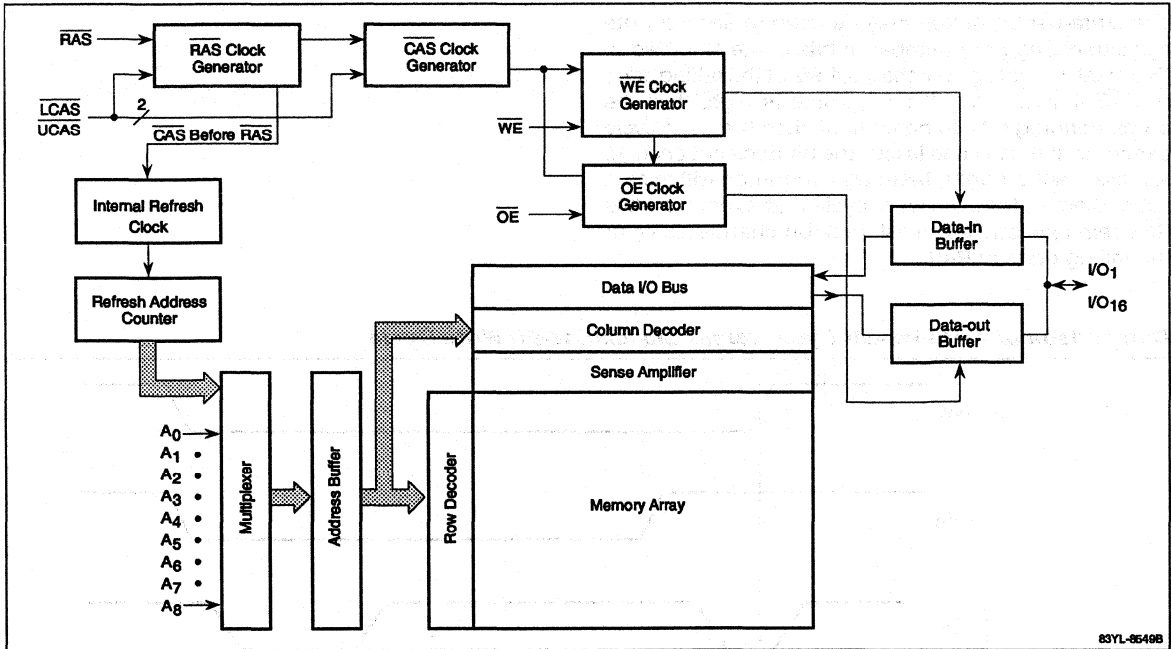 RAS
RAS Clock
Generator
CAS Clock
Generator
LCAS
UCAS
2
CAS Before RAS
WE Clock
Generator
WE
OE Clock
Generator
OE
Internal Refresh
Clock
Refresh Address
Counter
Data-In
Buffer
Data-out
Buffer
I/O1
I/O16
Data I/O Bus
Column Decoder
Sense Amplifier
Row Decoder
Memory Array
Multiplexer
Address Buffer
A0
A1
A2
A3
A4
A5
A6
A7
A8
83YL-8549B